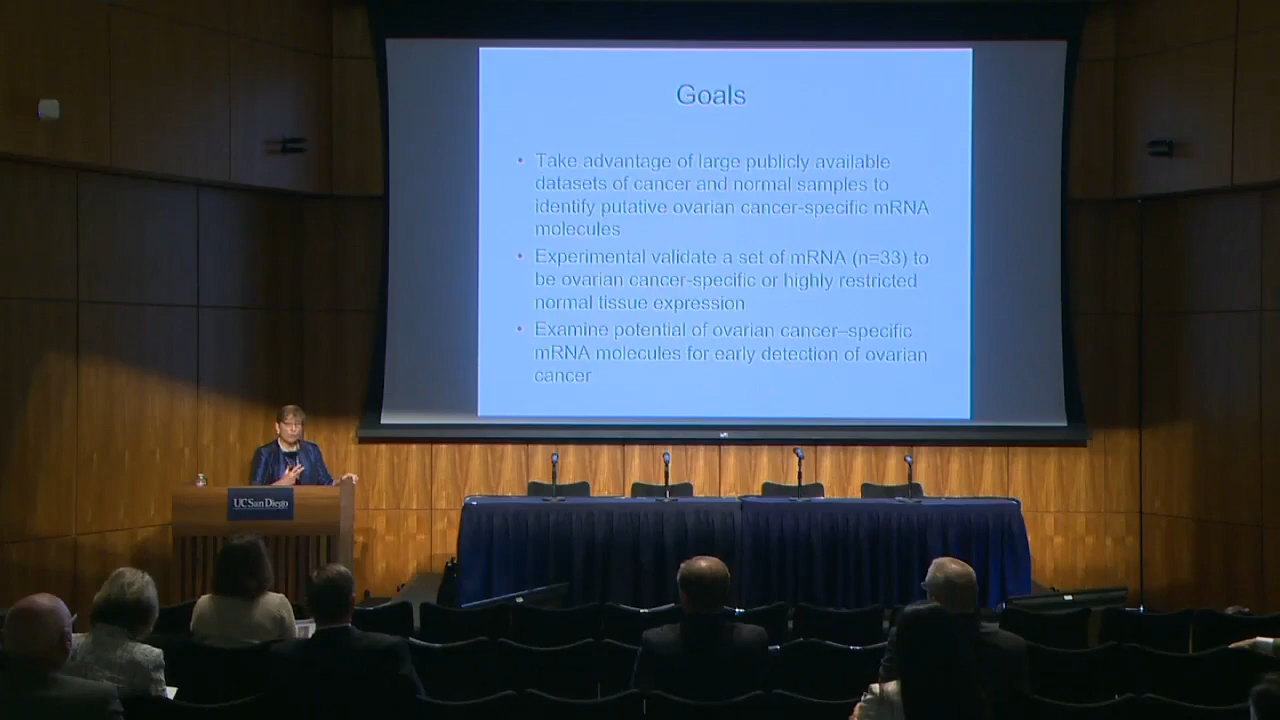 Goals
• Take advantage of large publicly available
datasets of cancer and normal samples to
identify putative ovarian cancer-specific mRNA
molecules
• Experimental validate a set of mRNA (n=33) to
be ovarian cancer-specific or highly restricted
normal tissue expression
• Examine potential of ovarian cancer–specific
mRNA molecules for early detection of ovarian
cancer
UC San Diego